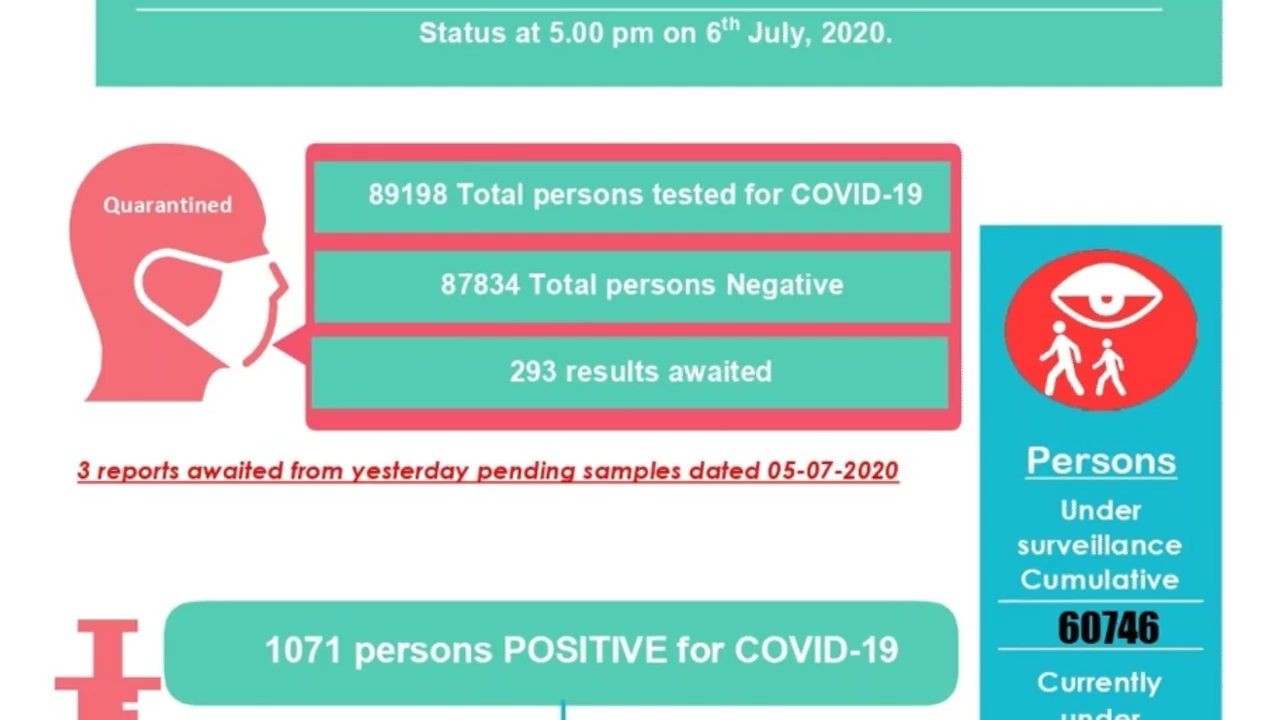 Status at 5.00 pm on 6th July, 2020.
Quarantined
89198 Total persons tested for COVID-19
87834 Total persons Negative
293 results awaited
3 reports awaited from yesterday pending samples dated 05-07-2020
1071 persons POSITIVE for COVID-19
Persons
Under
surveillance
Cumulative
60746
Currently
under